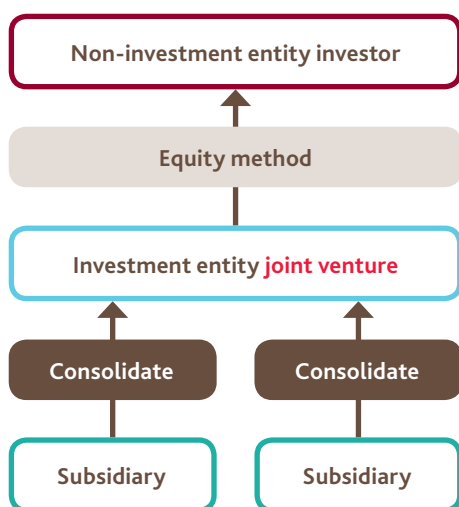 Non-investment entity investor
Equity method
Investment entity joint venture
Consolidate
Consolidate
Subsidiary
Subsidiary